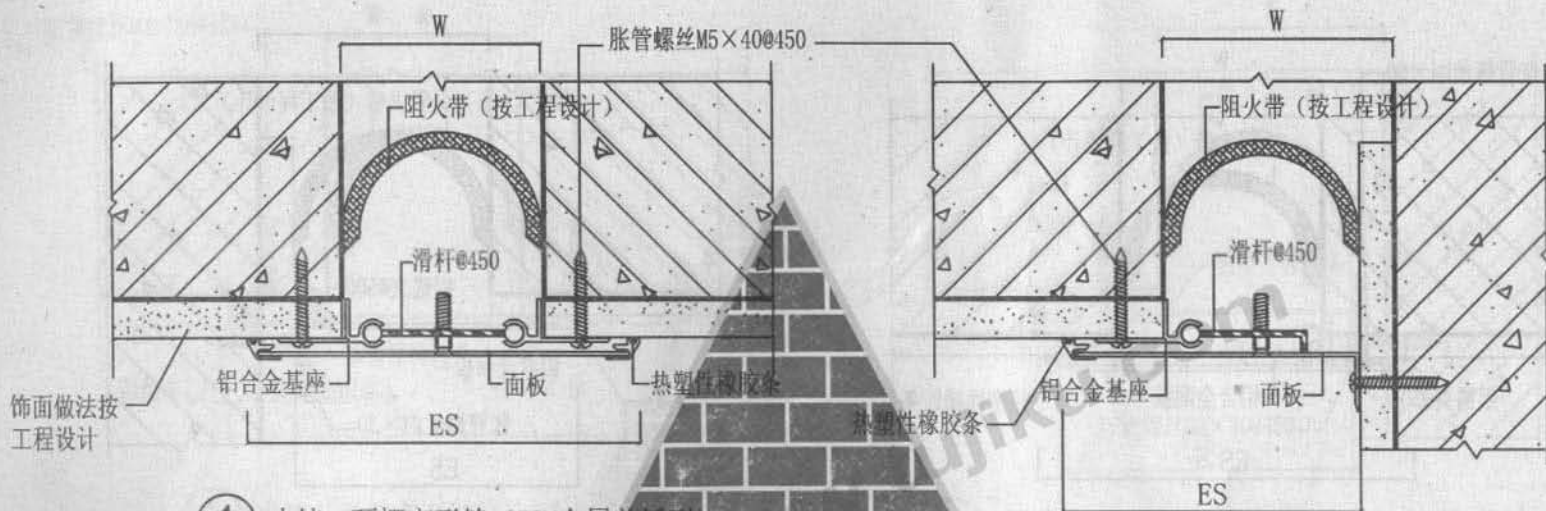 W
胀管螺丝M5×40@450
阻火带（按工程设计）
滑杆@450
铝合金基座
面板
热塑性橡胶条
饰面做法按
工程设计
ES
W
阻火带（按工程设计）
滑杆@450
铝合金基座
面板
热塑性橡胶条
ES
ujiku.com